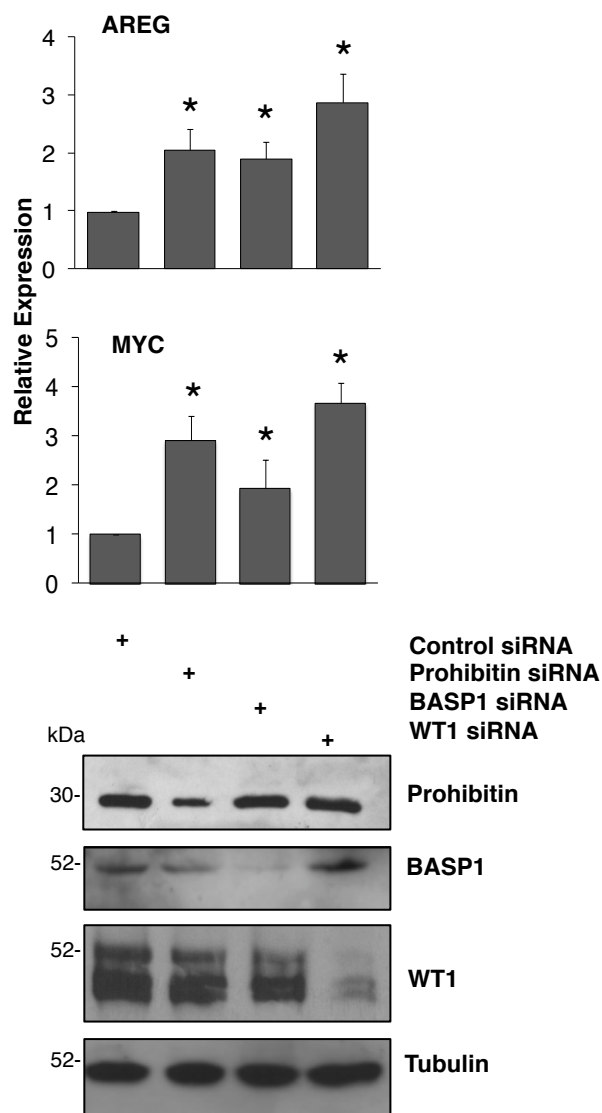 AREG
4
*
*
*
3
2
1
0
Relative Expression
MYC
5
*
4
*
*
3
2
1
0
+ Control siRNA
+ Prohibitin siRNA
+ BASP1 siRNA
+ WT1 siRNA
kDa
30- Prohibitin
52- BASP1
52- WT1
52- Tubulin